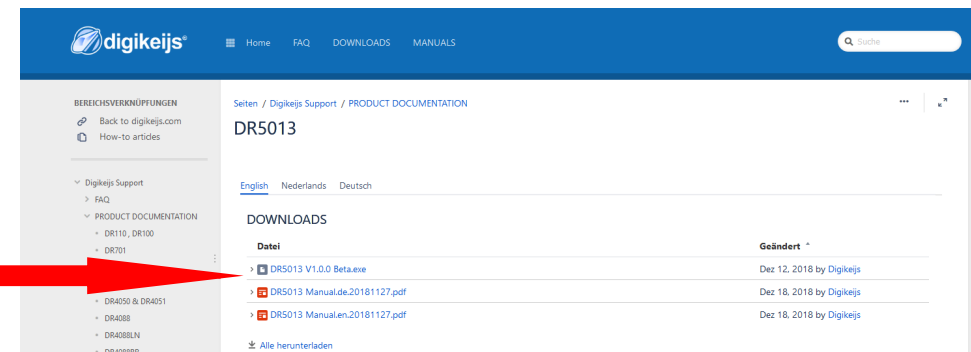 digikeijs®
Home FAQ DOWNLOADS MANUALS
Suche
BEREICHSVERKNÜPFUNGEN
Back to digikeijs.com
How-to articles
Digikeijs Support
FAQ
PRODUCT DOCUMENTATION
DR110 , DR100
DR701
DR4050 & DR4051
DR4088
DR4088LN
Seiten / Digikeijs Support / PRODUCT DOCUMENTATION
DR5013
English Nederlands Deutsch
DOWNLOADS
Datei Geändert
DR5013 V1.0.0 Beta.exe Dez 12, 2018 by Digikeijs
DR5013 Manual.de.20181127.pdf Dez 18, 2018 by Digikeijs
DR5013 Manual.en.20181127.pdf Dez 18, 2018 by Digikeijs
Alle herunterladen